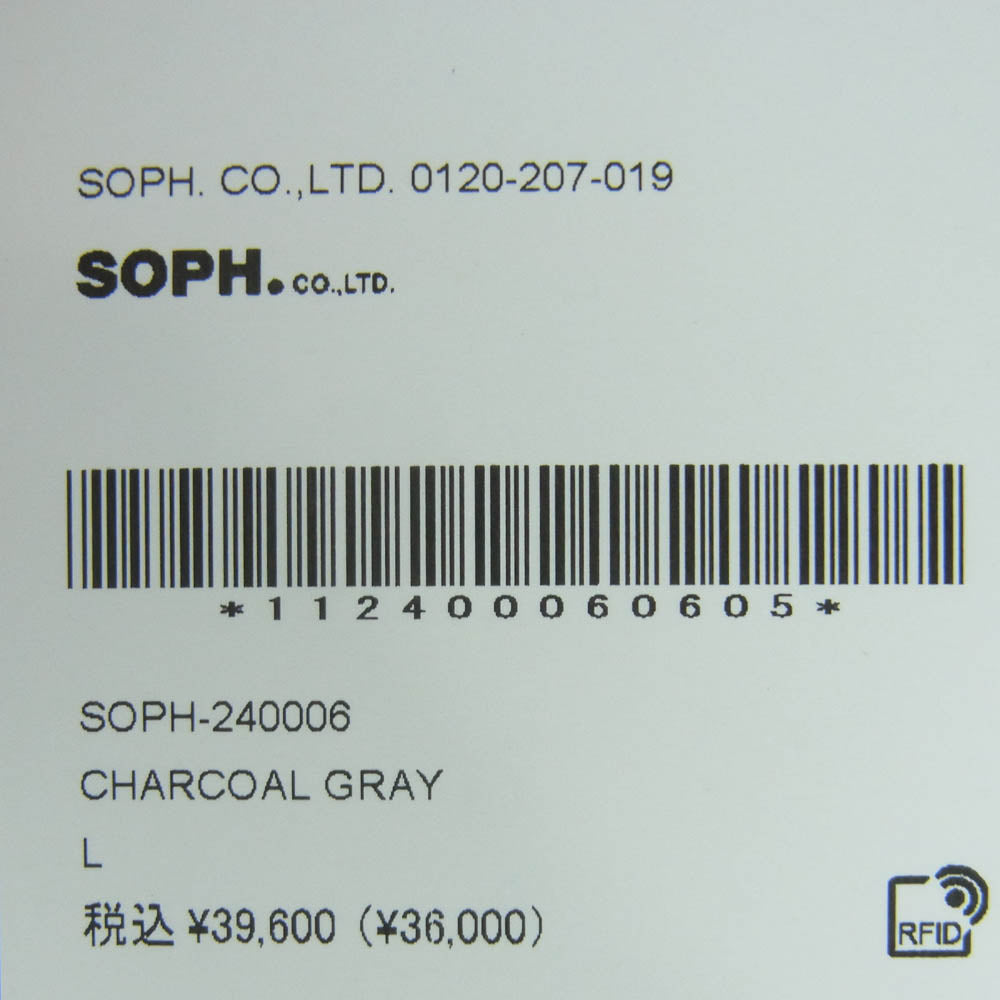 SOPH. CO.,LTD. 0120-207-019
SOPH. CO.,LTD.
*112400060605*
SOPH-240006
CHARCOAL GRAY
L
税込 ¥39,600 (¥36,000)
RFID